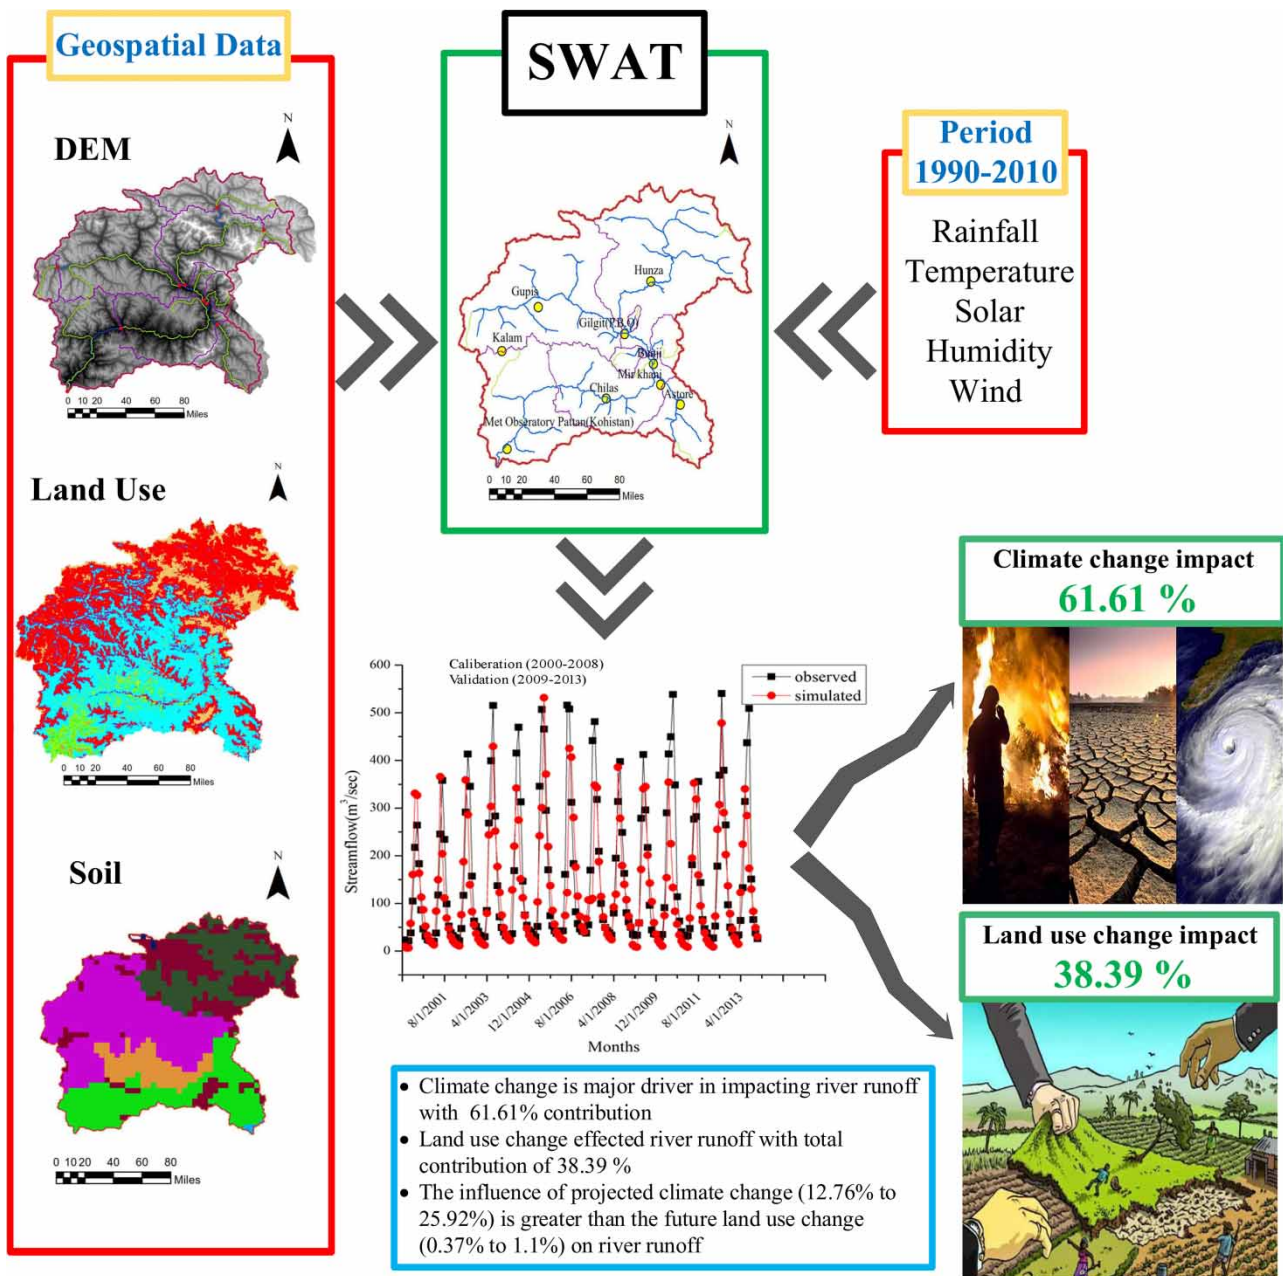 Geospatial Data
DEM
N
0 10 20 40 60 80
Miles
Land Use
N
0 10 20 40 60 80
Miles
Soil
N
0 10 20 40 60 80
Miles
SWAT
N
Hunza
Gupis
Gilgit(P.B.O)
Kalam
Bunji
Mir khani
Chilas
Astore
Met Obseratory Pattan(Kohistan)
0 10 20 40 60 80
Miles
Period
1990-2010
Rainfall
Temperature
Solar
Humidity
Wind
Caliberation (2000-2008)
Validation (2009-2013)
observed
simulated
600
500
400
300
200
100
0
Streamflow(m³/sec)
8/1/2001
4/1/2003
12/1/2004
8/1/2006
4/1/2008
12/1/2009
8/1/2011
4/1/2013
Months
Climate change impact
61.61 %
Land use change impact
38.39 %
• Climate change is major driver in impacting river runoff
with 61.61% contribution
• Land use change effected river runoff with total
contribution of 38.39 %
• The influence of projected climate change (12.76% to
25.92%) is greater than the future land use change
(0.37% to 1.1%) on river runoff